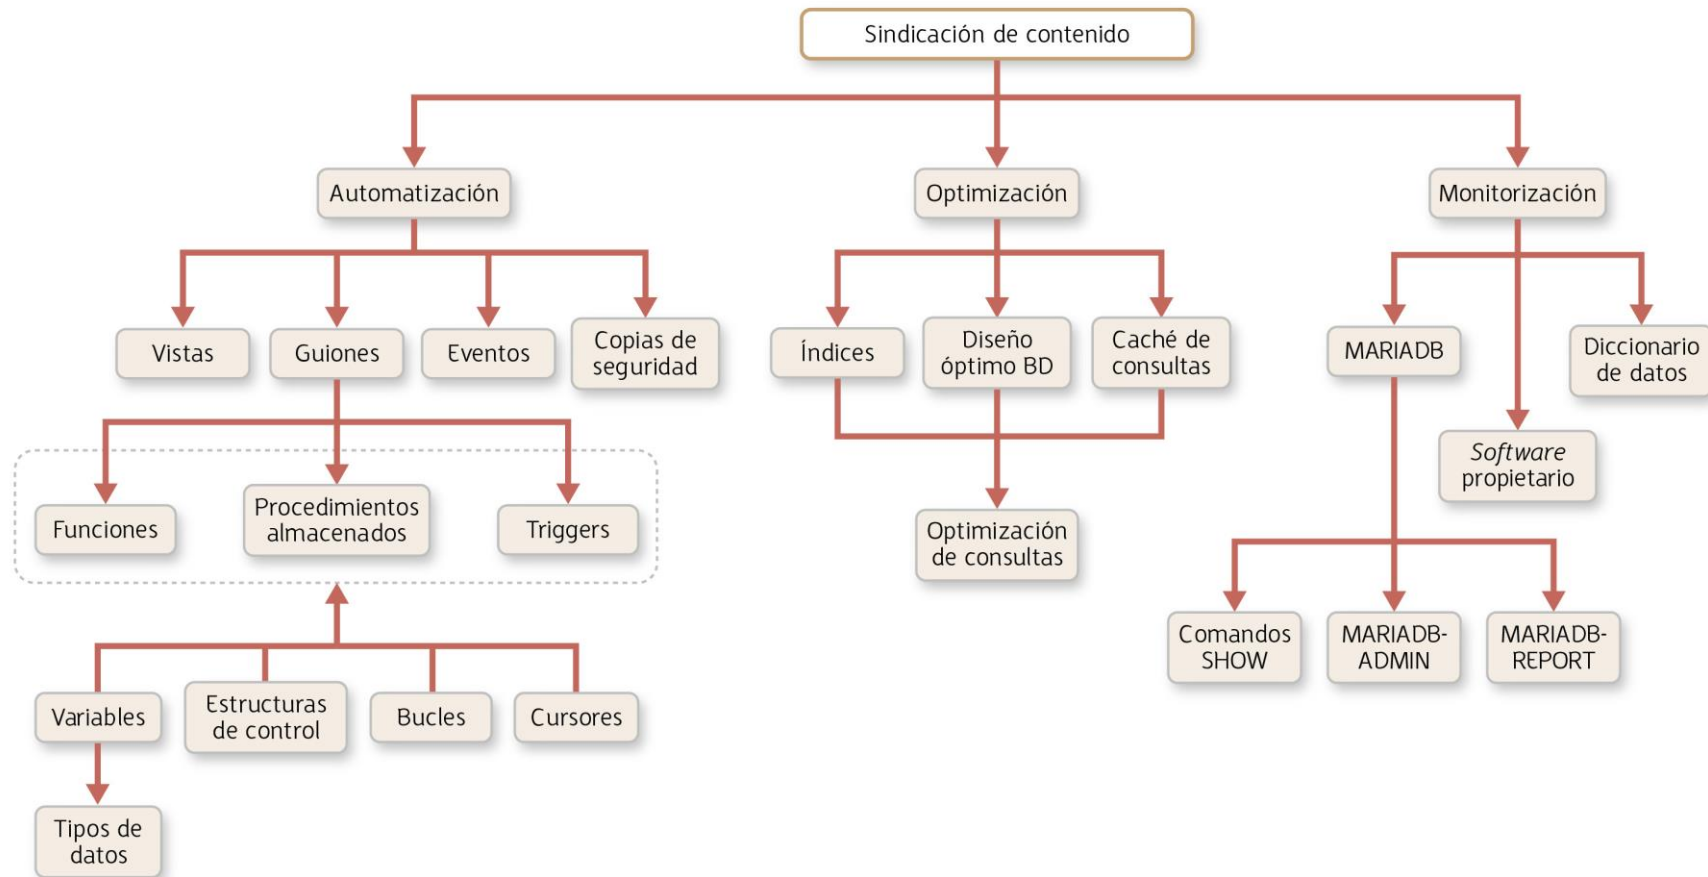 Sindicación de contenido
Automatización
Optimización
Monitorización
Vistas
Guiones
Eventos
Copias de
seguridad
Índices
Diseño
óptimo BD
Caché de
consultas
MARIADB
Diccionario
de datos
Software
propietario
Funciones
Procedimientos
almacenados
Triggers
Optimización
de consultas
Comandos
SHOW
MARIADB-
ADMIN
MARIADB-
REPORT
Variables
Estructuras
de control
Bucles
Cursores
Tipos de
datos